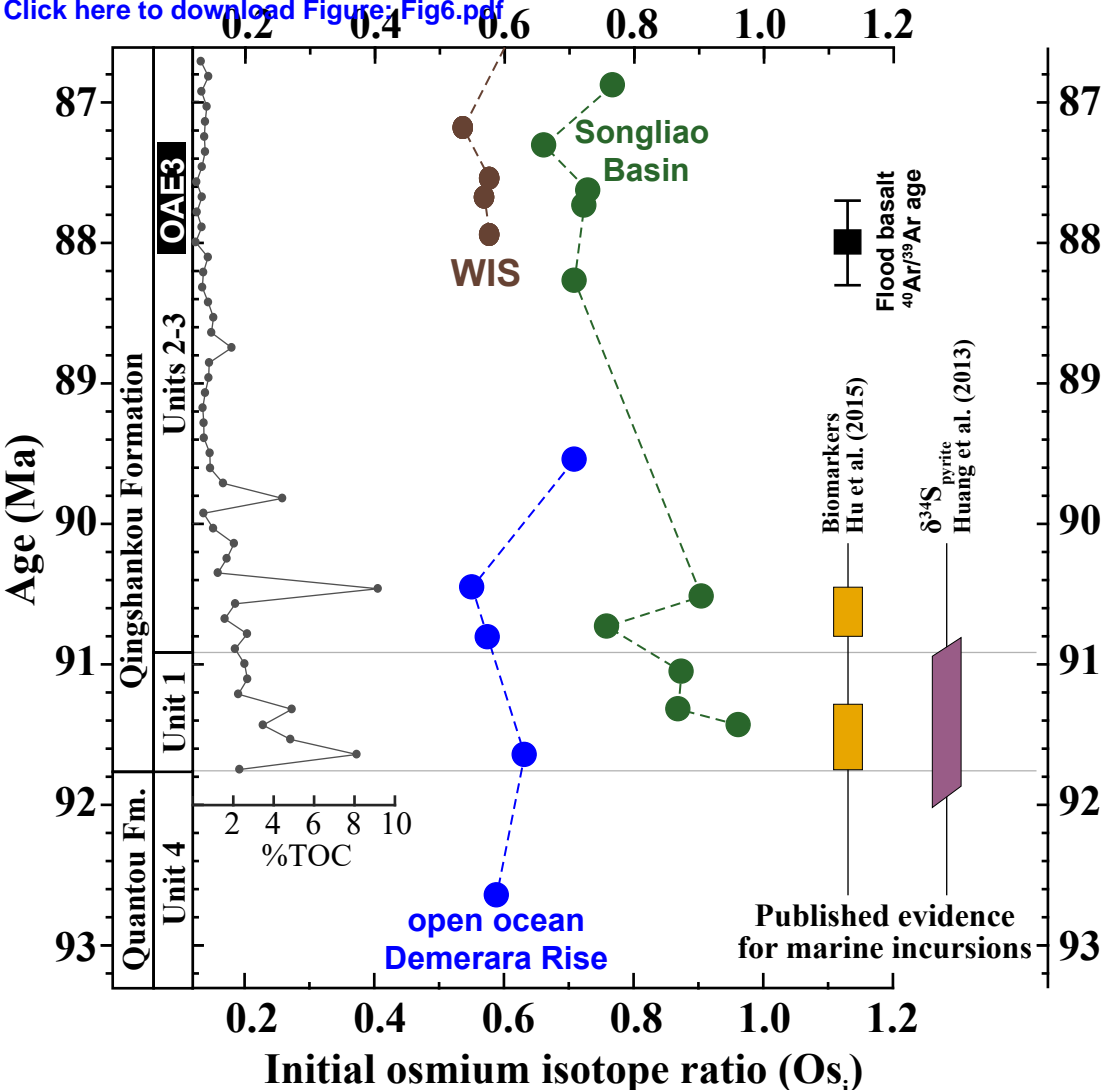 Click here to download Figure: Fig6.pdf
0.2 0.4 0.6 0.8 1.0 1.2
87 87
88 88
89 89
90 90
91 91
92 92
93 93
Age (Ma)
Quantou Fm. Qingshankou Formation
Unit 4 Unit 1 Units 2-3
OAE3
WIS
Songliao
Basin
Flood basalt
⁴⁰Ar/³⁹Ar age
Biomarkers
Hu et al. (2015)
δ³⁴S pyrite
Huang et al. (2013)
2 4 6 8 10
%TOC
open ocean
Demerara Rise
Published evidence
for marine incursions
0.2 0.4 0.6 0.8 1.0 1.2
Initial osmium isotope ratio (Osi)